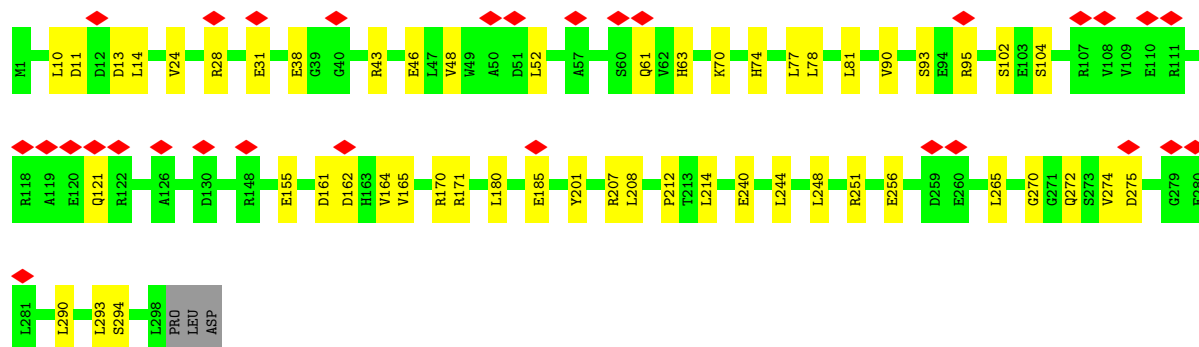 M1 L10 D11 D12 D13 L14 V24 R28 E31 E38 G39 G40 R43 E46 L47 V48 W49 A50 D51 L52 A57 S60 Q61 V62 H63 K70 H74 L77 L78 L81 V90 S93 E94 R95 S102 E103 S104 R107 V108 V109 E110 R111
R118 A119 E120 Q121 R122 A126 D130 R148 E155 D161 D162 H163 V164 V165 R170 R171 L180 E185 Y201 R207 L208 P212 T213 L214 E240 L244 L248 R251 E256 D259 E260 L265 G270 G271 Q272 S273 V274 D275 G279 E280
L281 L290 L293 S294 L298 PRO LEU ASP